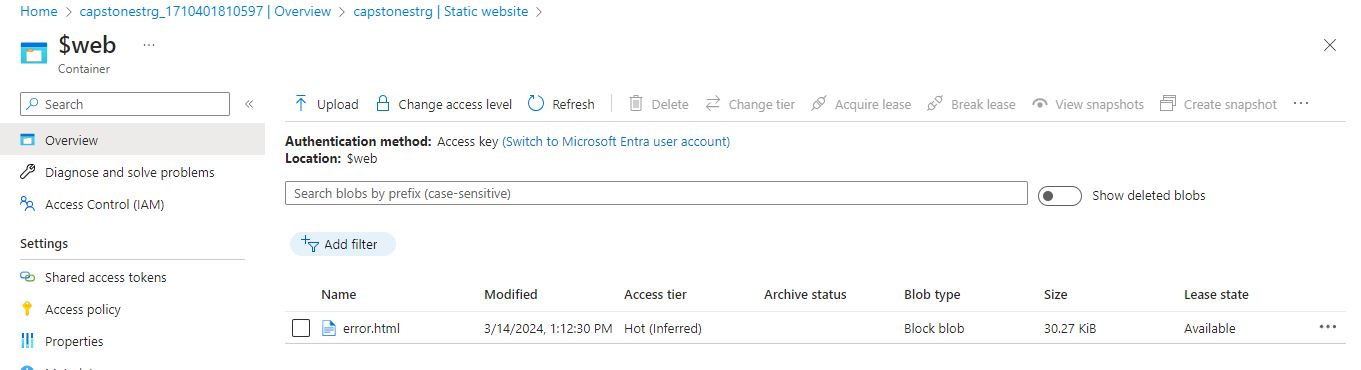 Home > capstonestrg_1710401810597 | Overview > capstonestrg | Static website >
$web ...
Container
Search «
Upload Change access level Refresh Delete Change tier Acquire lease Break lease View snapshots Create snapshot ...
Overview
Diagnose and solve problems
Access Control (IAM)
Settings
Shared access tokens
Access policy
Properties
Authentication method: Access key (Switch to Microsoft Entra user account)
Location: $web
Search blobs by prefix (case-sensitive)
Show deleted blobs
Add filter
Name Modified Access tier Archive status Blob type Size Lease state
error.html 3/14/2024, 1:12:30 PM Hot (Inferred) Block blob 30.27 KiB Available ...